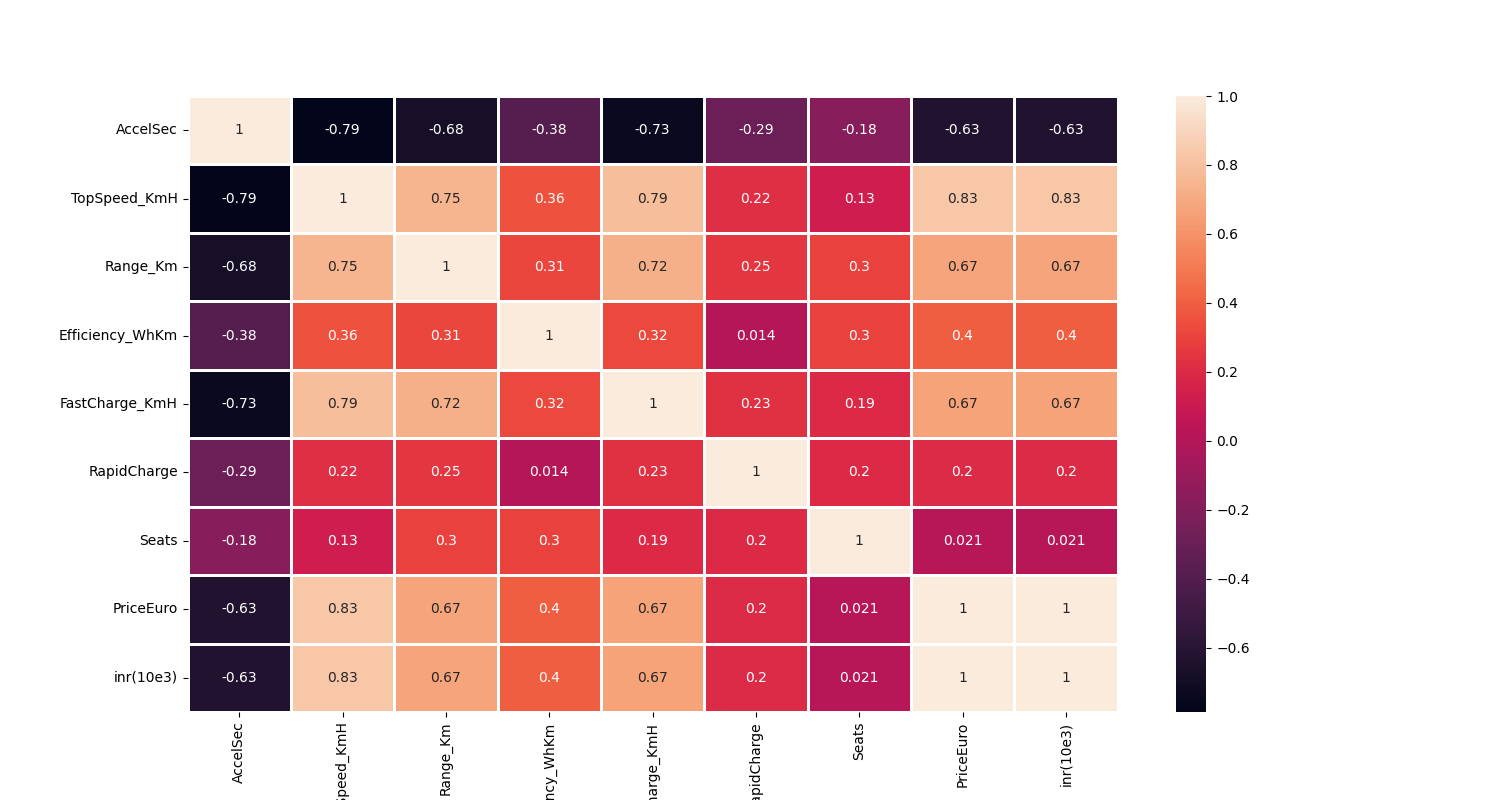 1.0
AccelSec 1 -0.79 -0.68 -0.38 -0.73 -0.29 -0.18 -0.63 -0.63
0.8
TopSpeed_KmH -0.79 1 0.75 0.36 0.79 0.22 0.13 0.83 0.83
0.6
Range_Km -0.68 0.75 1 0.31 0.72 0.25 0.3 0.67 0.67
0.4
Efficiency_WhKm -0.38 0.36 0.31 1 0.32 0.014 0.3 0.4 0.4
0.2
FastCharge_KmH -0.73 0.79 0.72 0.32 1 0.23 0.19 0.67 0.67
0.0
RapidCharge -0.29 0.22 0.25 0.014 0.23 1 0.2 0.2 0.2
−0.2
Seats -0.18 0.13 0.3 0.3 0.19 0.2 1 0.021 0.021
−0.4
PriceEuro -0.63 0.83 0.67 0.4 0.67 0.2 0.021 1 1
−0.6
inr(10e3) -0.63 0.83 0.67 0.4 0.67 0.2 0.021 1 1
AccelSec
Speed_KmH
Range_Km
ncy_WhKm
harge_KmH
apidCharge
Seats
PriceEuro
inr(10e3)